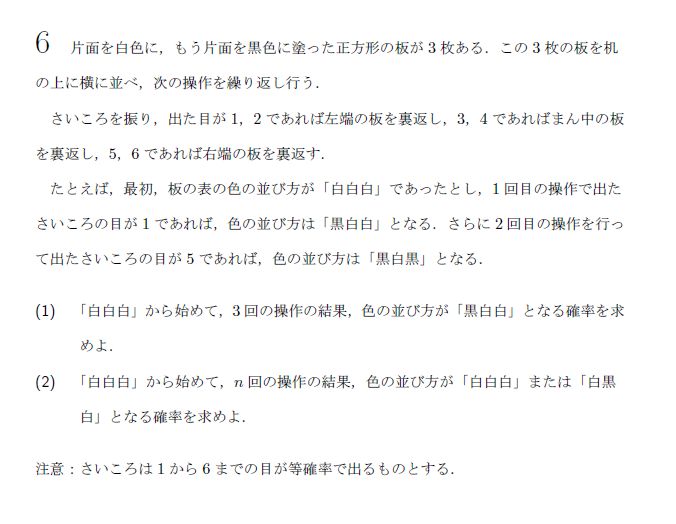 6 片面を白色に，もう片面を黒色に塗った正方形の板が 3 枚ある．この 3 枚の板を机
の上に横に並べ，次の操作を繰り返し行う．
さいころを振り，出た目が 1，2 であれば左端の板を裏返し，3，4 であればまん中の板
を裏返し，5，6 であれば右端の板を裏返す．
たとえば，最初，板の表の色の並び方が「白白白」であったとし，1 回目の操作で出た
さいころの目が 1 であれば，色の並び方は「黒白白」となる．さらに 2 回目の操作を行っ
て出たさいころの目が 5 であれば，色の並び方は「黒白黒」となる．
(1) 「白白白」から始めて，3 回の操作の結果，色の並び方が「黒白白」となる確率を求
めよ．
(2) 「白白白」から始めて，n 回の操作の結果，色の並び方が「白白白」または「白黒
白」となる確率を求めよ．
注意：さいころは 1 から 6 までの目が等確率で出るものとする．